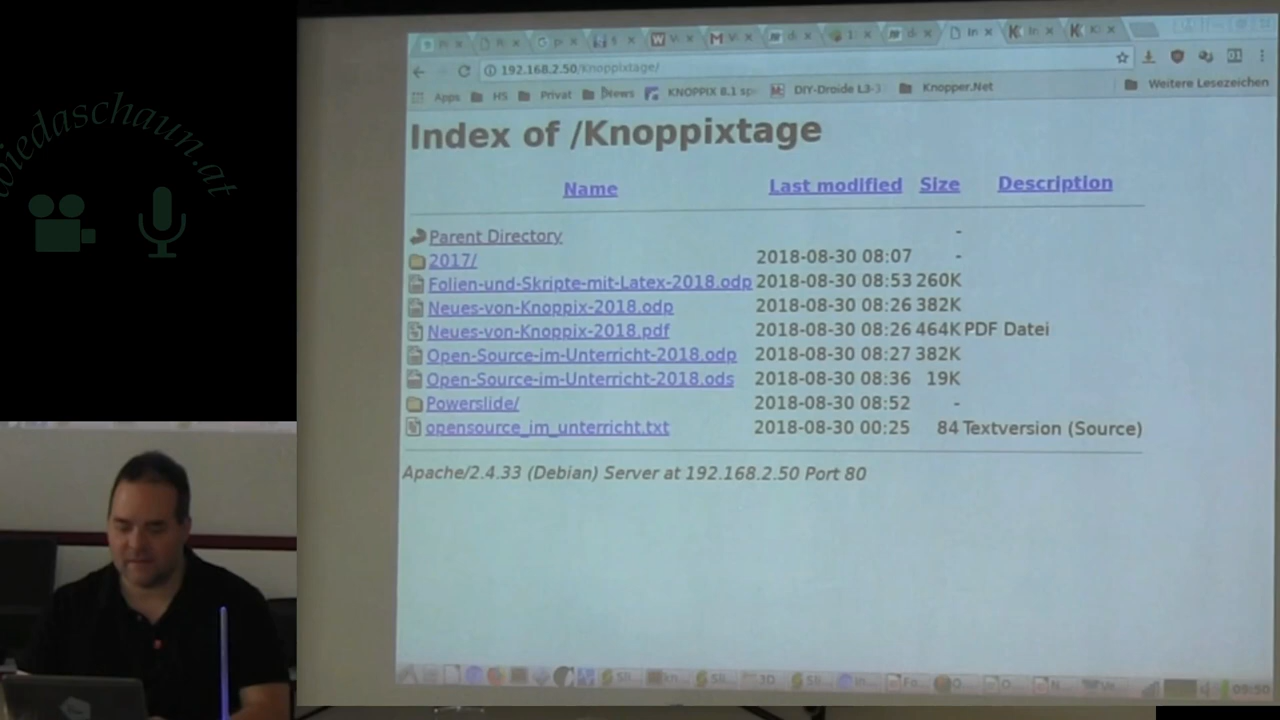 wiedaschaun.at
192.168.2.50/Knoppixtage/
Apps HS Privat News KNOPPIX 8.1 DIY-Droide L3-3 Knopper.Net Weitere Lesezeichen
Index of /Knoppixtage
Name Last modified Size Description
Parent Directory -
2017/ 2018-08-30 08:07 -
Folien-und-Skripte-mit-Latex-2018.odp 2018-08-30 08:53 260K
Neues-von-Knoppix-2018.odp 2018-08-30 08:26 382K
Neues-von-Knoppix-2018.pdf 2018-08-30 08:26 464K PDF Datei
Open-Source-im-Unterricht-2018.odp 2018-08-30 08:27 382K
Open-Source-im-Unterricht-2018.ods 2018-08-30 08:36 19K
Powerslide/ 2018-08-30 08:52 -
opensource_im_unterricht.txt 2018-08-30 00:25 84 Textversion (Source)
Apache/2.4.33 (Debian) Server at 192.168.2.50 Port 80
09:50